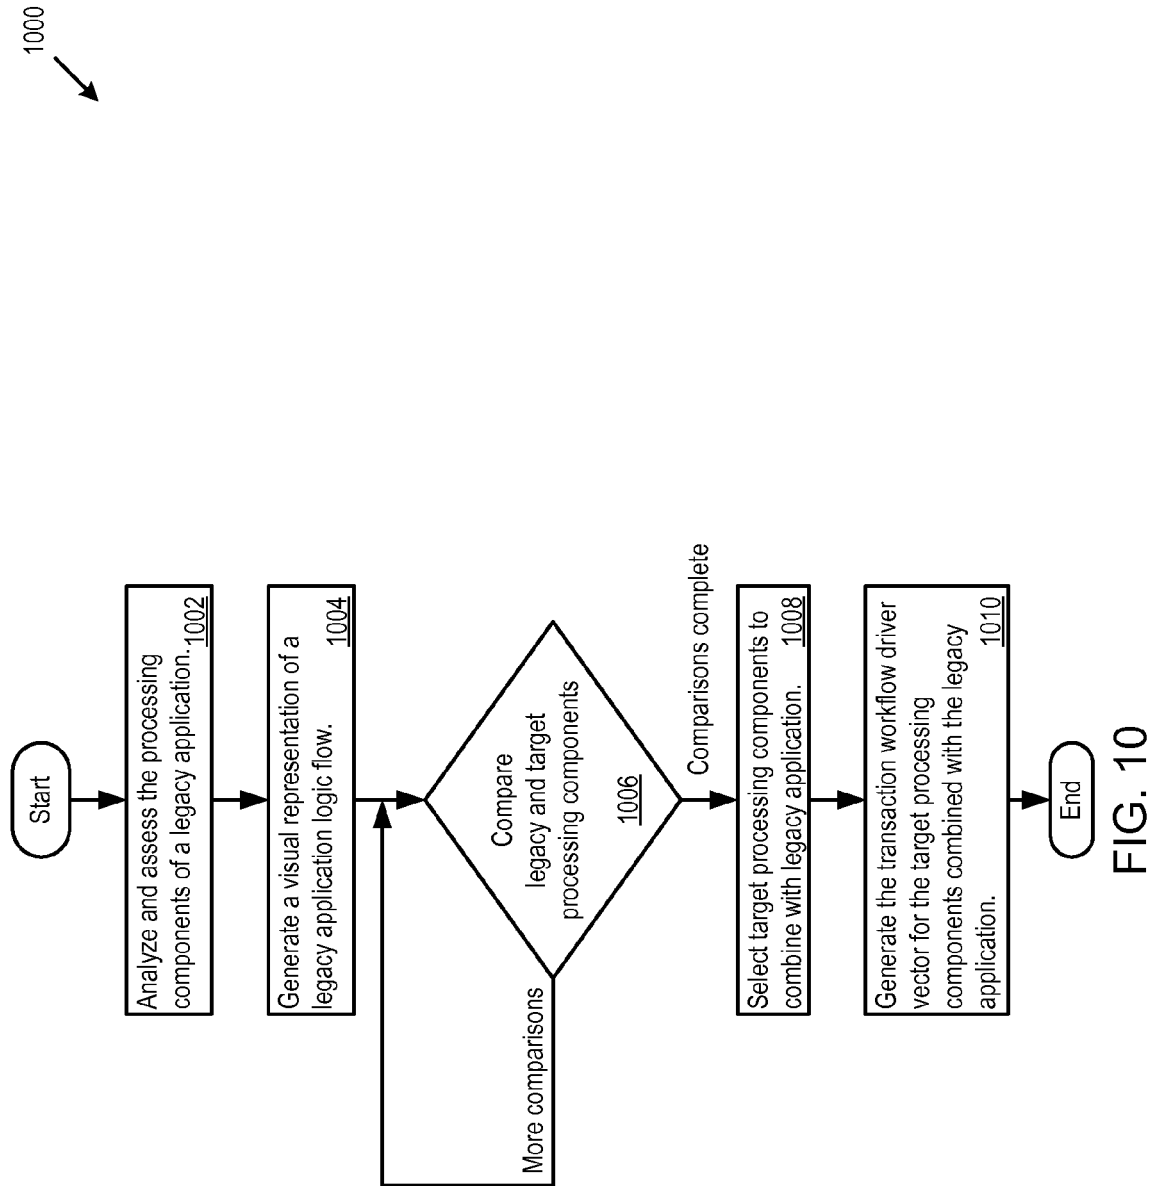 1000
Start
Analyze and assess the processing
components of a legacy application.
1002
Generate a visual representation of a
legacy application logic flow.
1004
Compare
legacy and target
processing components
1006
More comparisons
Comparisons complete
Select target processing components to
combine with legacy application.
1008
Generate the transaction workflow driver
vector for the target processing
components combined with the legacy
application.
1010
End
FIG. 10